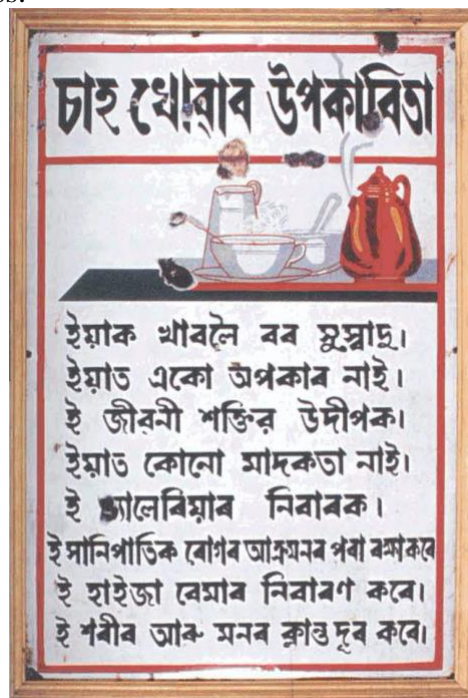 চাহ খোৱাৰ উপকাৰিতা
ইয়াক খাবলৈ বৰ সুস্বাদু।
ইয়াত একো অপকাৰ নাই।
ই জীৱনী শক্তিৰ উদীপক।
ইয়াত কোনো মাদকতা নাই।
ই ম্যালেৰিয়াৰ নিবাৰক।
ই সানিপাতিক ৰোগৰ আক্ৰমনৰ পৰা ৰক্ষা কৰে
ই হাইজা বেমাৰ নিবাৰণ কৰে।
ই শৰীৰ আৰু মনৰ ক্লান্ত দূৰ কৰে।